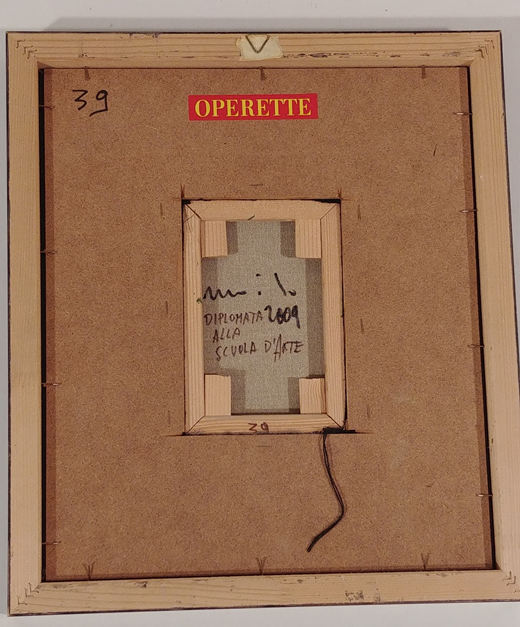 39
OPERETTE
DIPLOMATA 2009
ALLA
SCUOLA D'ARTE
39